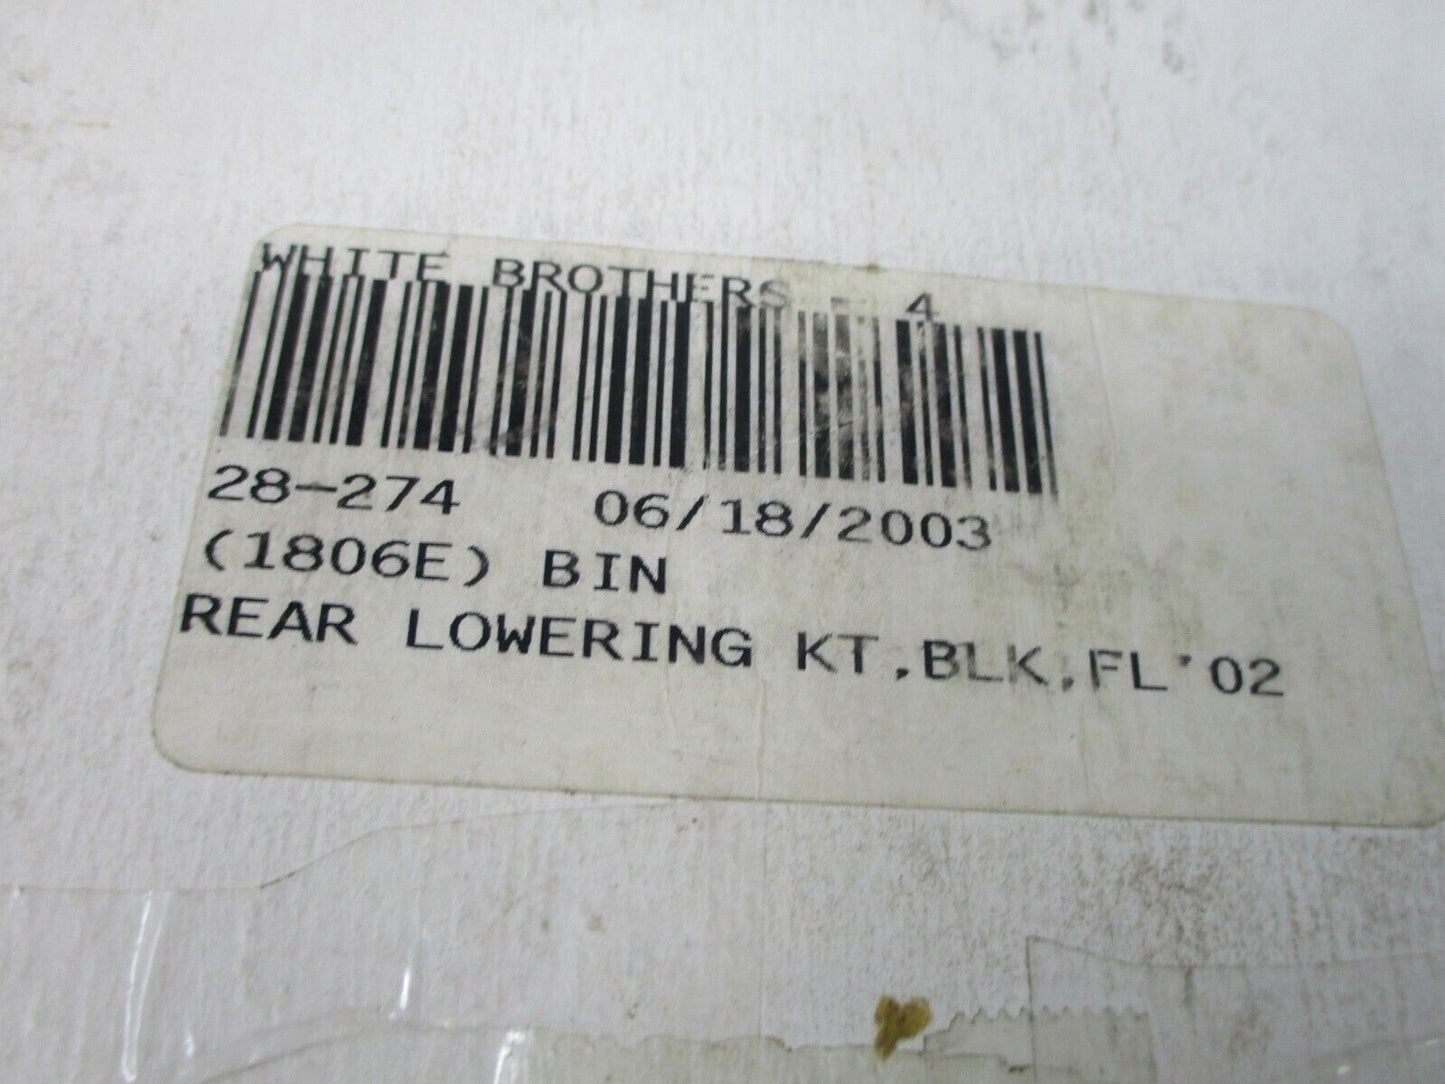 WHITE BROTHERS - 4
28-274 06/18/2003
(1806E) BIN
REAR LOWERING KT,BLK,FL'02